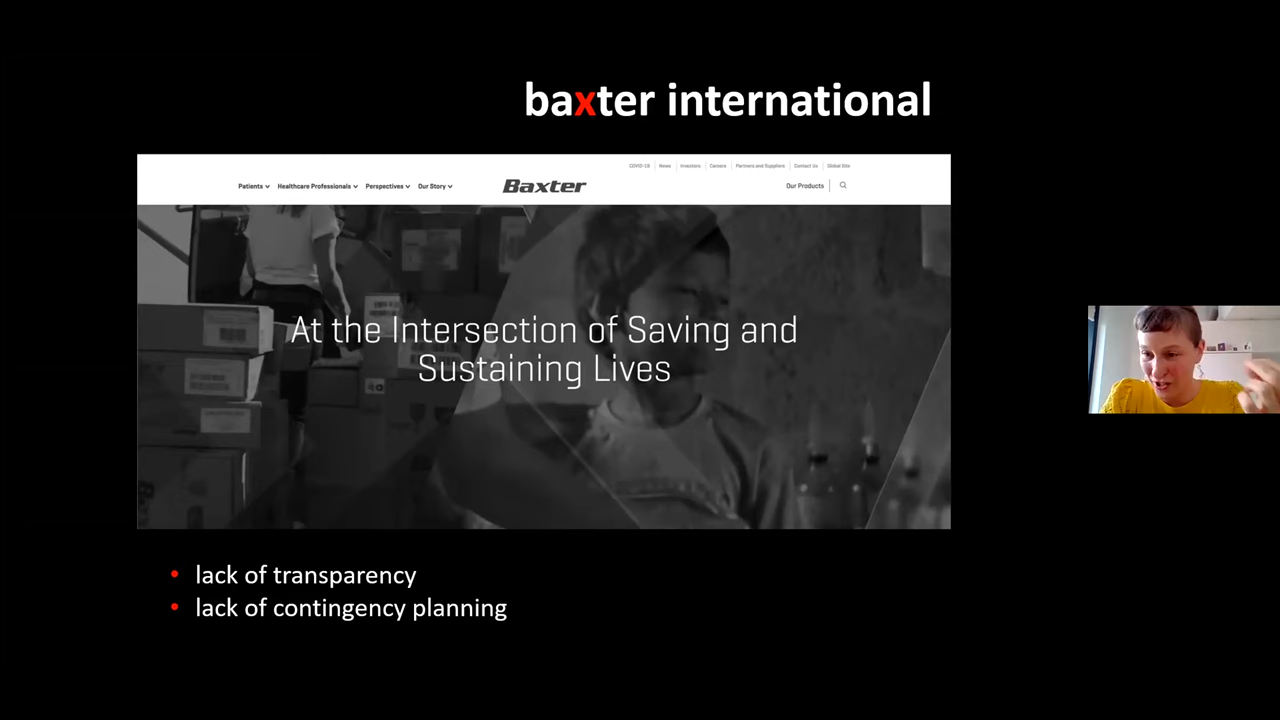 baxter international
COVID-19 News Investors Careers Partners and Suppliers Contact Us Global Site
Patients Healthcare Professionals Perspectives Our Story Baxter Our Products
At the Intersection of Saving and
Sustaining Lives
• lack of transparency
• lack of contingency planning